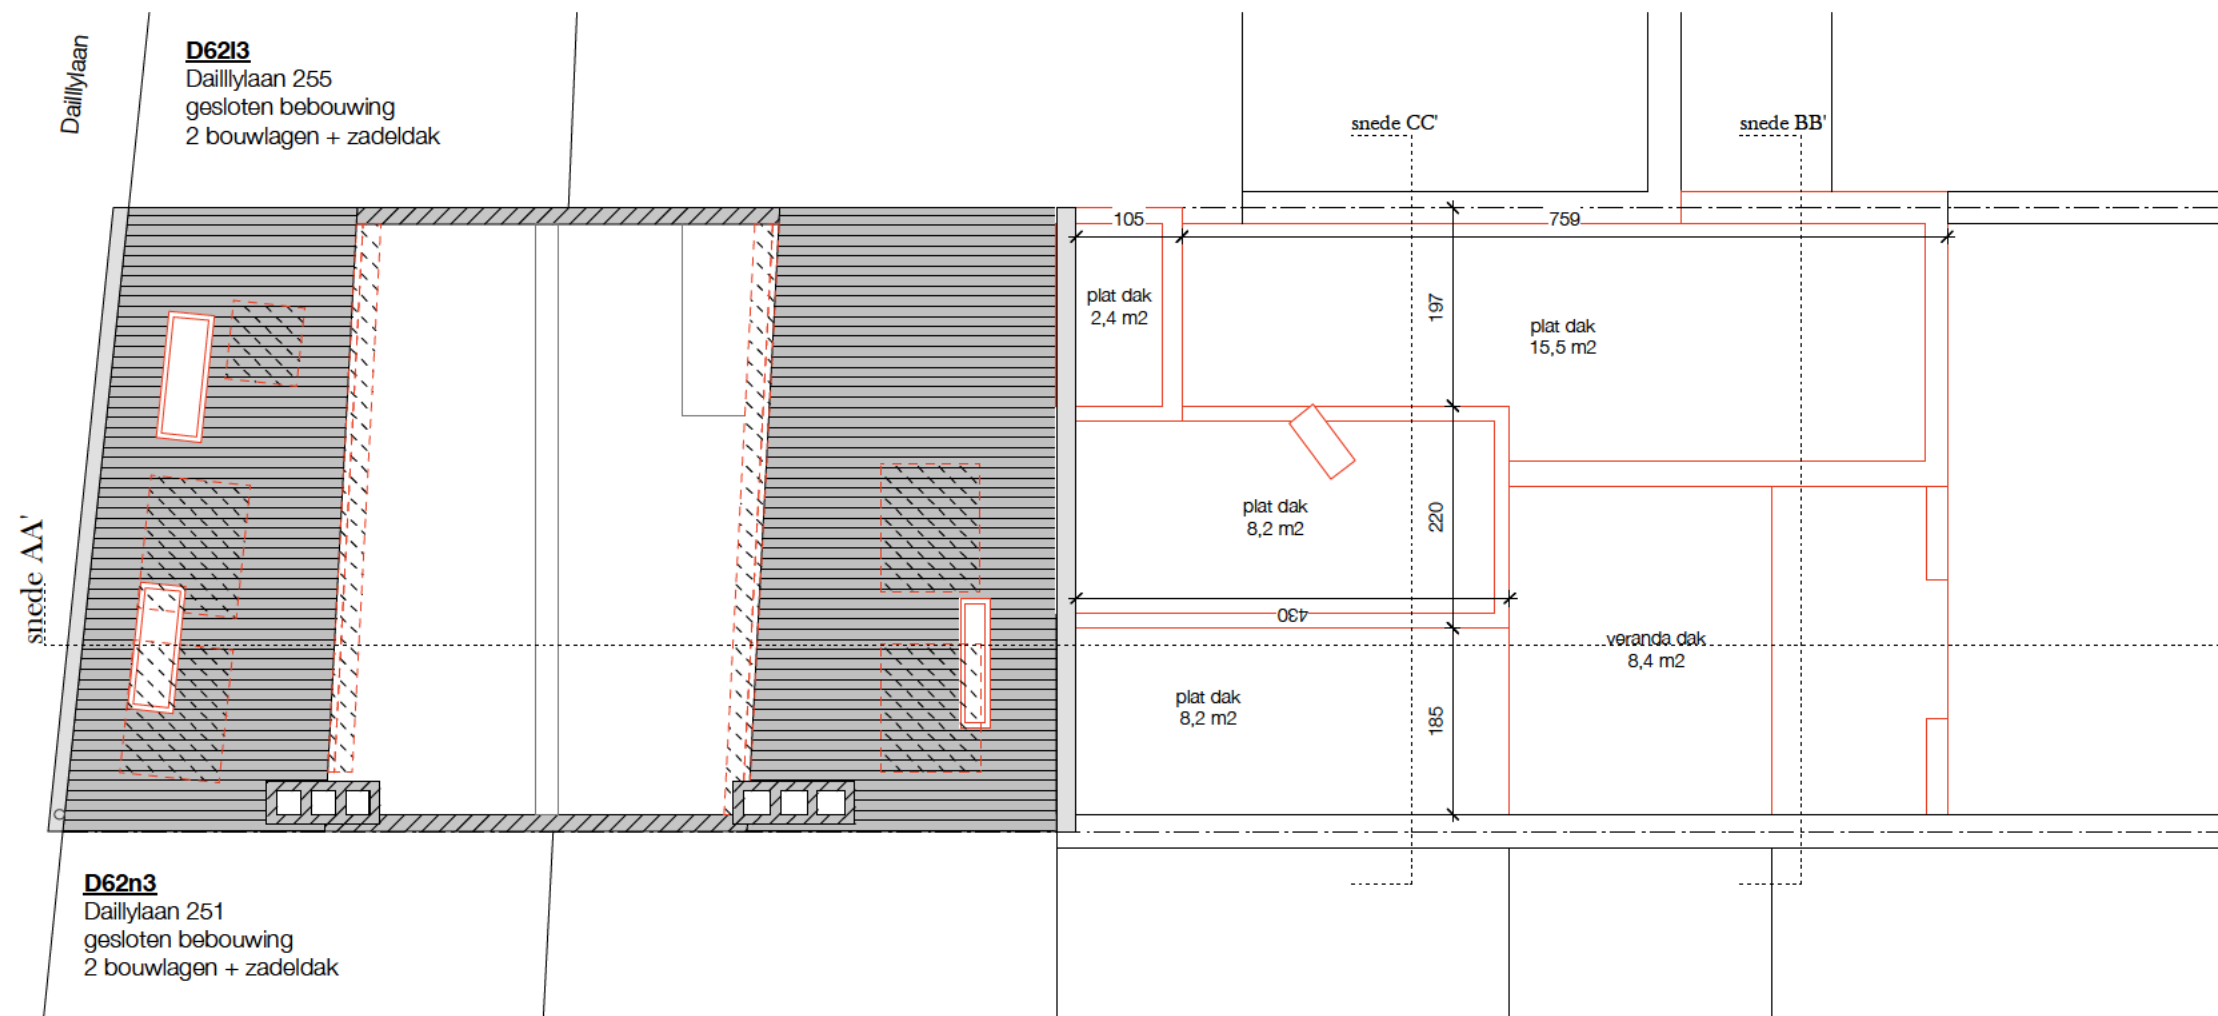 Dailllylaan
D62l3
Dailllylaan 255
gesloten bebouwing
2 bouwlagen + zadeldak
snede CC'
snede BB'
105
759
plat dak
2,4 m2
197
plat dak
15,5 m2
plat dak
8,2 m2
220
snede AA'
430
veranda dak
8,4 m2
plat dak
8,2 m2
185
D62n3
Daillylaan 251
gesloten bebouwing
2 bouwlagen + zadeldak